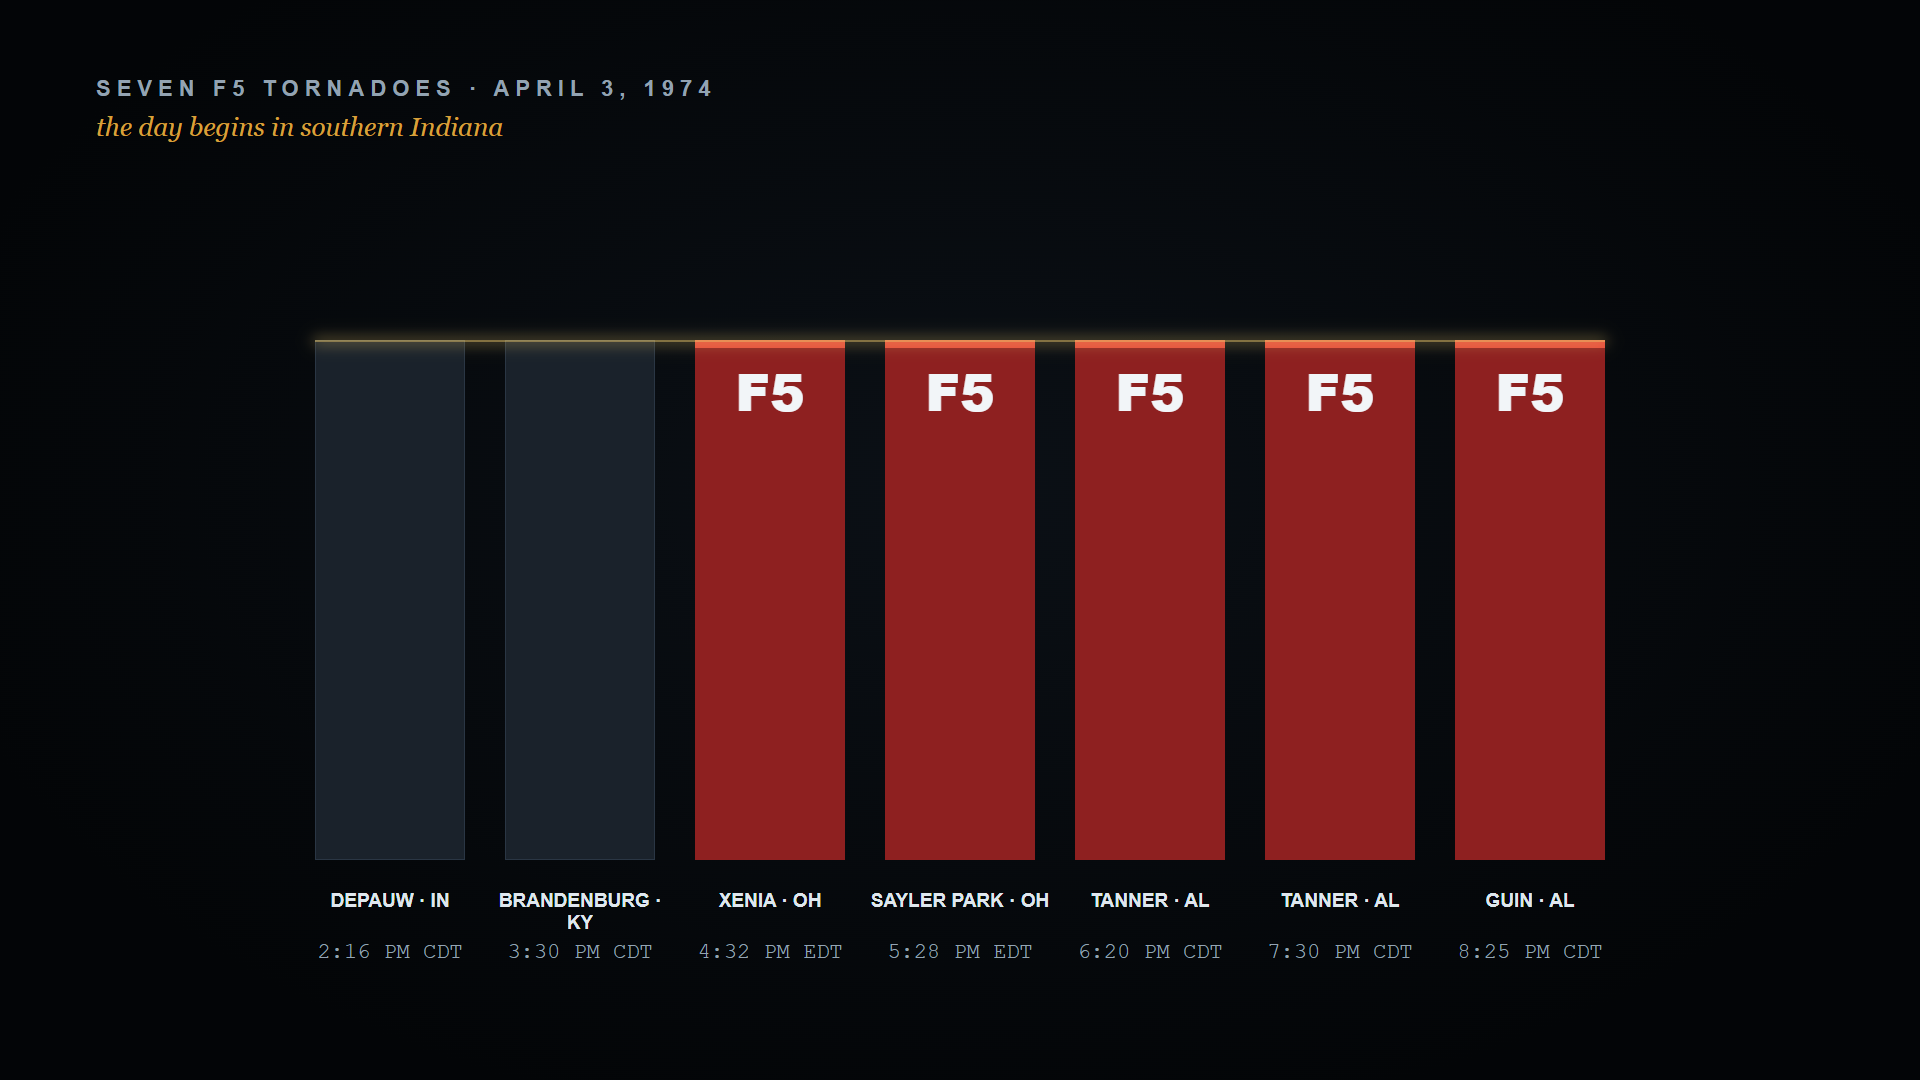 SEVEN F5 TORNADOES · APRIL 3, 1974
the day begins in southern Indiana
F5 F5 F5 F5 F5
DEPAUW · IN
2:16 PM CDT
BRANDENBURG ·
KY
3:30 PM CDT
XENIA · OH
4:32 PM EDT
SAYLER PARK · OH
5:28 PM EDT
TANNER · AL
6:20 PM CDT
TANNER · AL
7:30 PM CDT
GUIN · AL
8:25 PM CDT